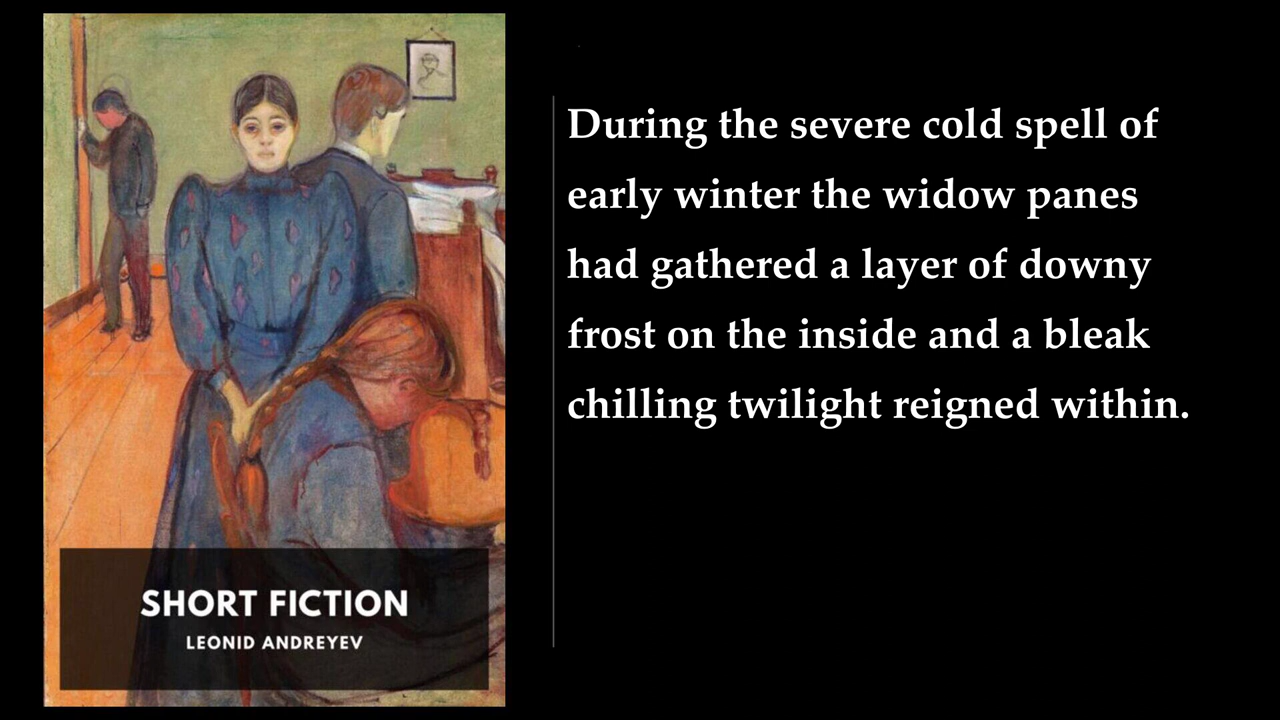 SHORT FICTION
LEONID ANDREYEV
During the severe cold spell of
early winter the widow panes
had gathered a layer of downy
frost on the inside and a bleak
chilling twilight reigned within.